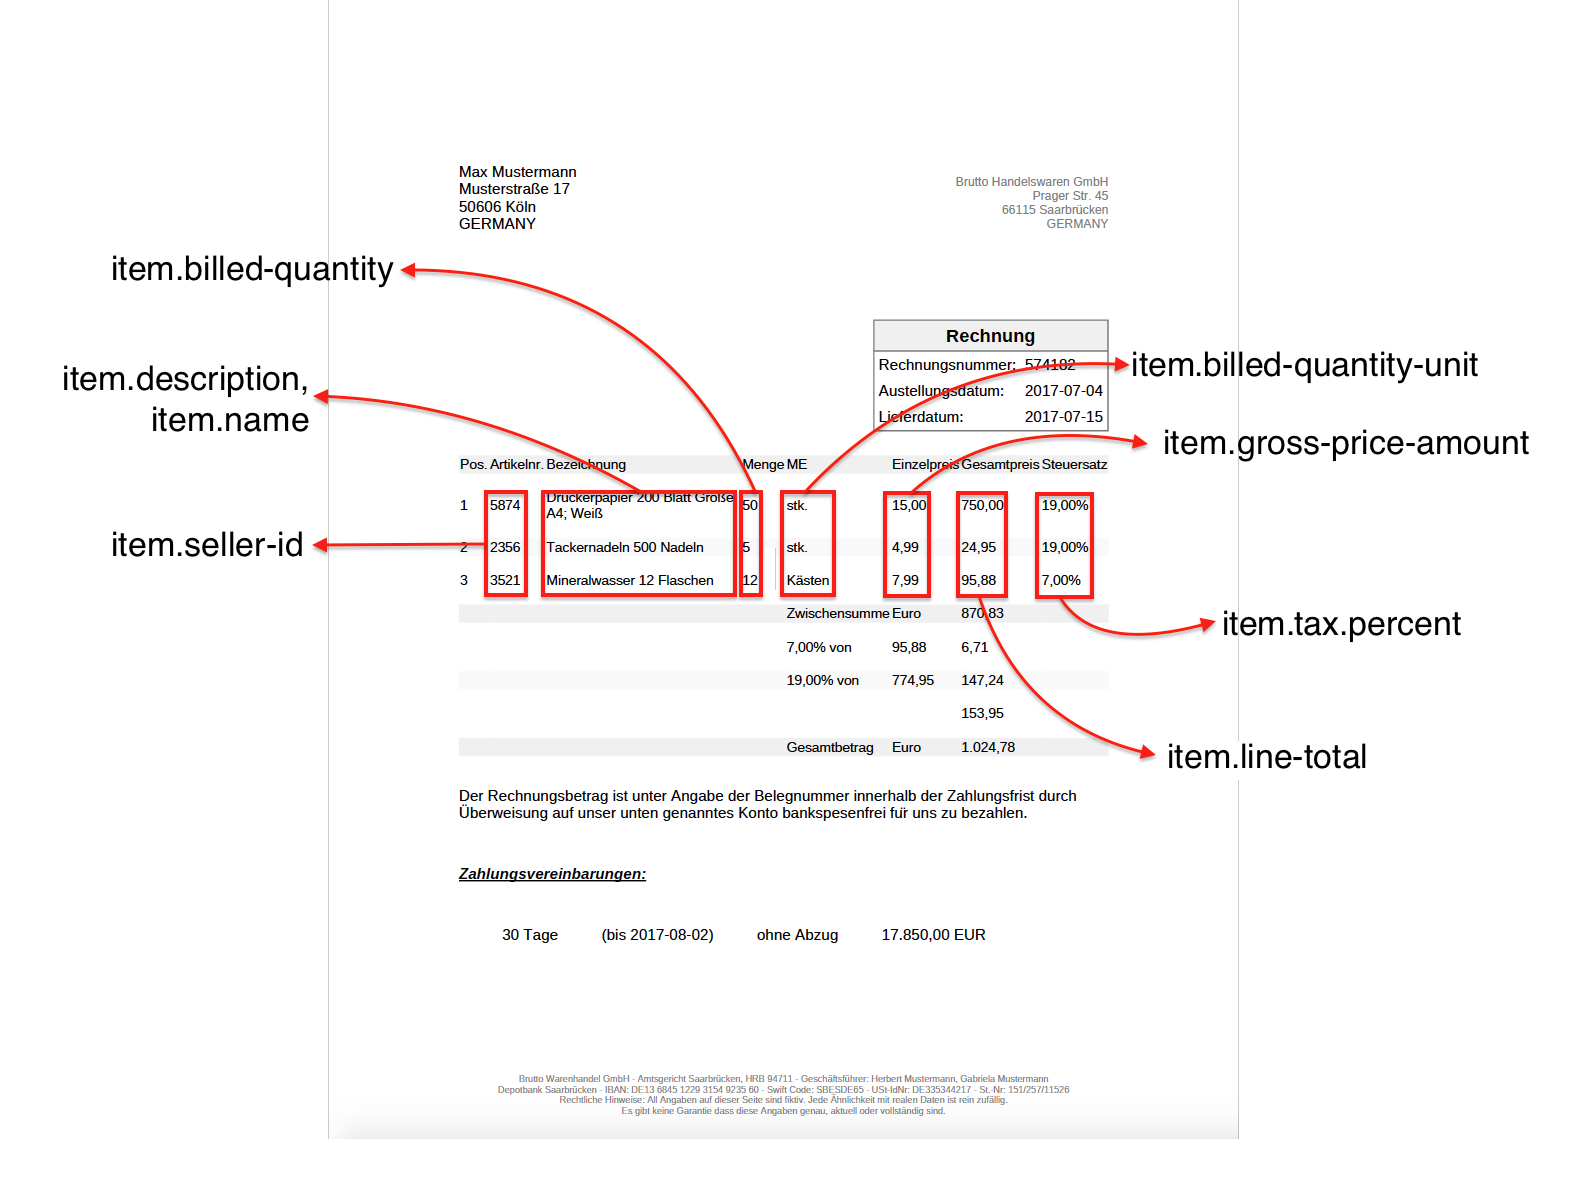 Max Mustermann
Musterstraße 17
50606 Köln
GERMANY
Brutto Handelswaren GmbH
Prager Str. 45
66115 Saarbrücken
GERMANY
item.billed-quantity
item.description,
item.name
item.seller-id
Rechnung
Rechnungsnummer: 574182
Austellungsdatum: 2017-07-04
Lieferdatum: 2017-07-15
item.billed-quantity-unit
item.gross-price-amount
item.tax.percent
item.line-total
Pos. Artikelnr. Bezeichnung Menge ME Einzelpreis Gesamtpreis Steuersatz
1 5874 Druckerpapier 200 Blatt Größe A4; Weiß 50 stk. 15,00 750,00 19,00%
2 2356 Tackernadeln 500 Nadeln 5 stk. 4,99 24,95 19,00%
3 3521 Mineralwasser 12 Flaschen 12 Kästen 7,99 95,88 7,00%
Zwischensumme Euro 870,83
7,00% von 95,88 6,71
19,00% von 774,95 147,24
153,95
Gesamtbetrag Euro 1.024,78
Der Rechnungsbetrag ist unter Angabe der Belegnummer innerhalb der Zahlungsfrist durch
Überweisung auf unser unten genanntes Konto bankspesenfrei für uns zu bezahlen.
Zahlungsvereinbarungen:
30 Tage (bis 2017-08-02) ohne Abzug 17.850,00 EUR
Brutto Warenhandel GmbH - Amtsgericht Saarbrücken, HRB 94711 - Geschäftsführer: Herbert Mustermann, Gabriela Mustermann
Depotbank Saarbrücken - IBAN: DE13 6845 1229 3154 9235 60 - Swift Code: SBESDE65 - USt-IdNr: DE335344217 - St.-Nr: 151/257/11526
Rechtliche Hinweise: All Angaben auf dieser Seite sind fiktiv. Jede Ähnlichkeit mit realen Daten ist rein zufällig.
Es gibt keine Garantie dass diese Angaben genau, aktuell oder vollständig sind.